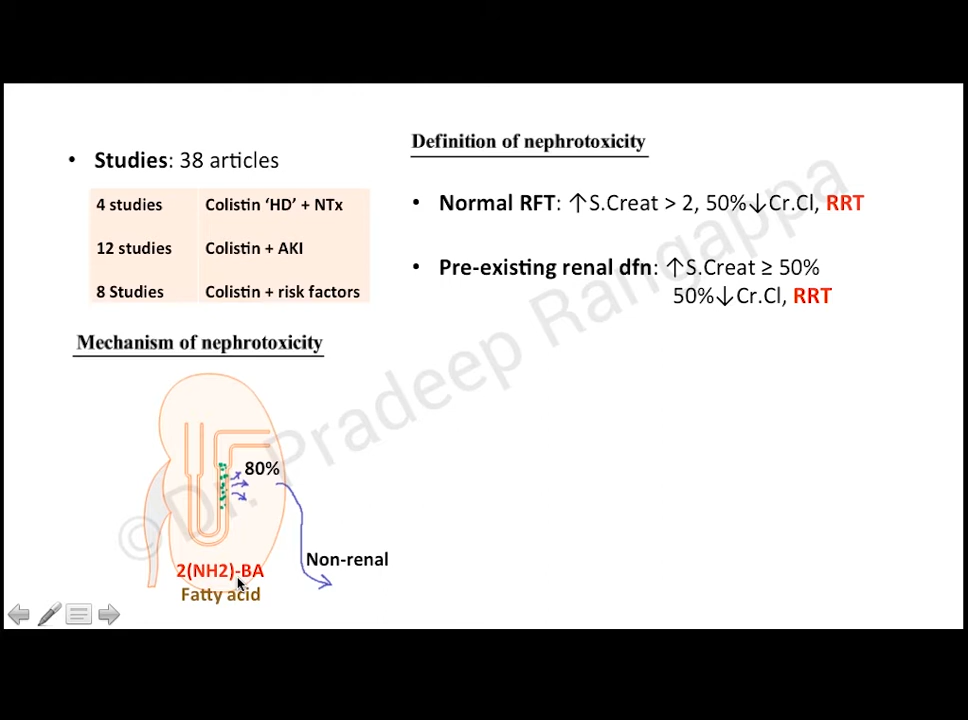 • Studies: 38 articles
4 studies Colistin ‘HD’ + NTx
12 studies Colistin + AKI
8 Studies Colistin + risk factors
Mechanism of nephrotoxicity
80%
Non-renal
2(NH2)-BA
Fatty acid
Definition of nephrotoxicity
• Normal RFT: ↑S.Creat > 2, 50%↓Cr.Cl, RRT
• Pre-existing renal dfn: ↑S.Creat ≥ 50%
50%↓Cr.Cl, RRT
©Dr. Pradeep Rangappa